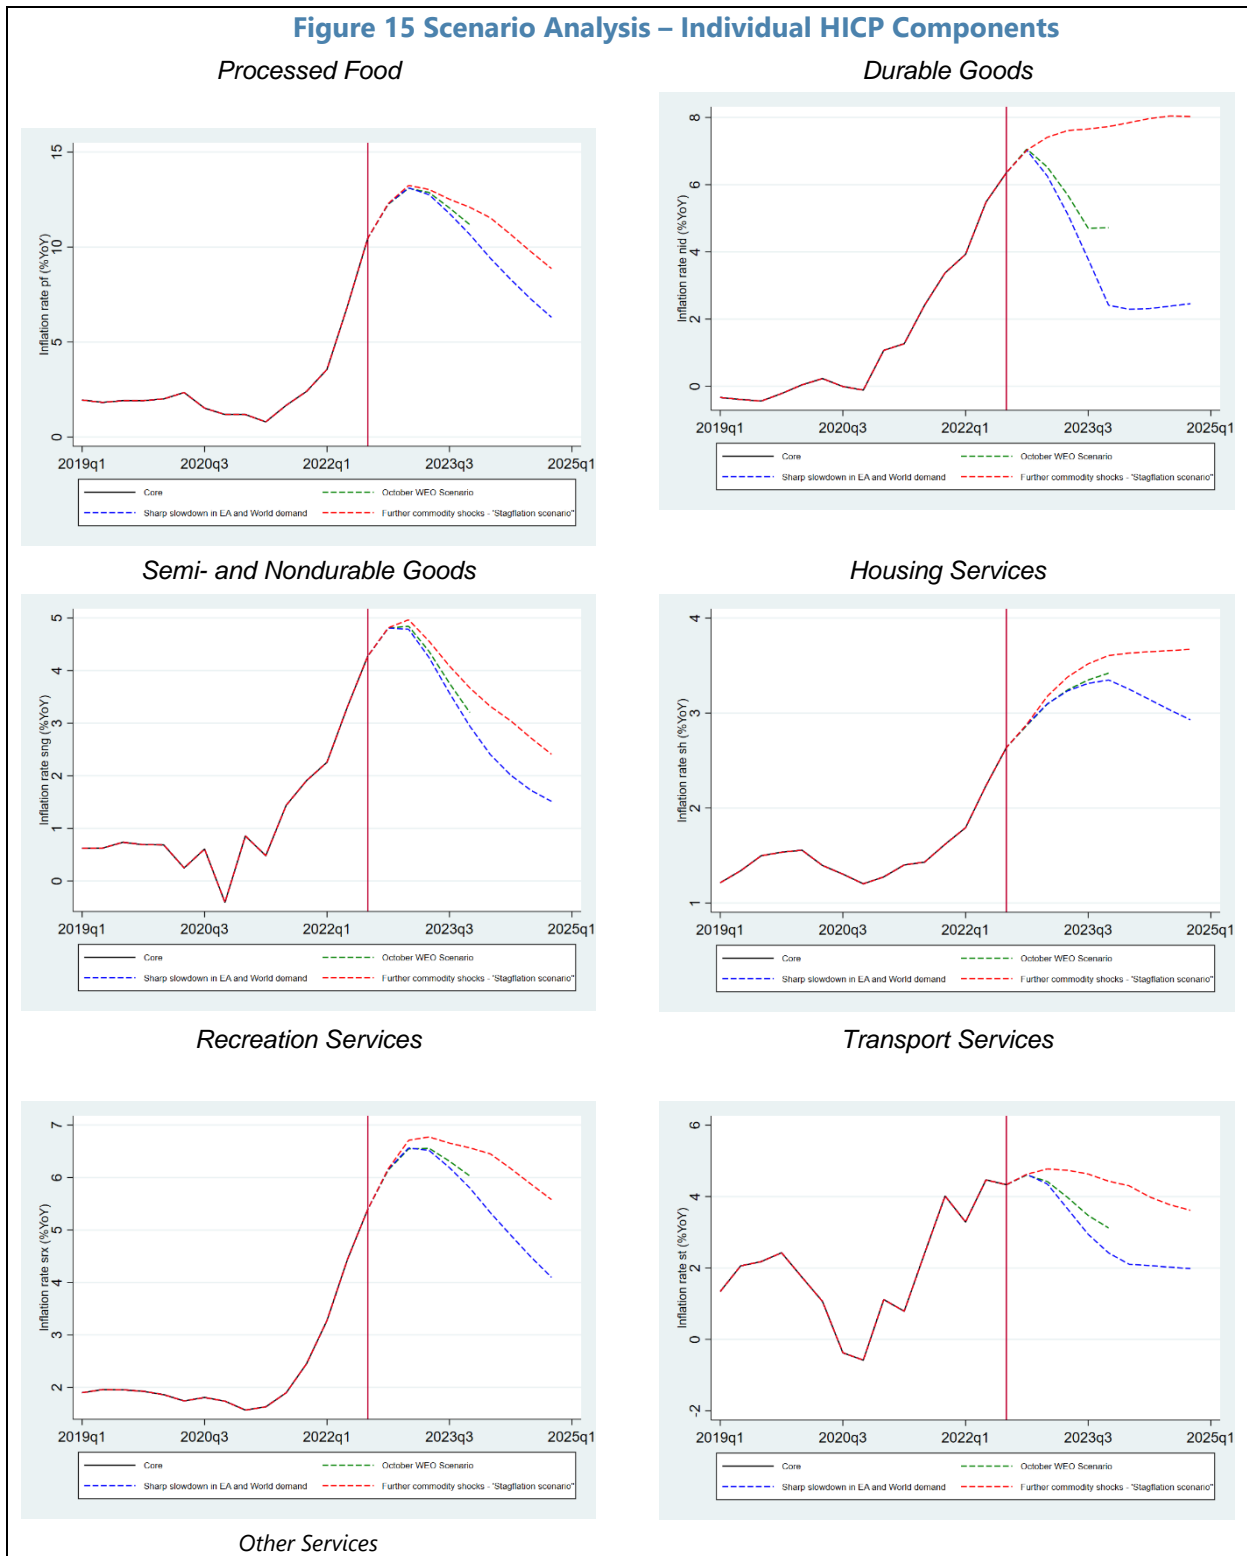 Figure 15 Scenario Analysis – Individual HICP Components
Processed Food
Inflation rate pf (%YoY)
15
10
5
0
2019q1 2020q3 2022q1 2023q3 2025q1
Core
October WEO Scenario
Sharp slowdown in EA and World demand
Further commodity shocks - "Stagflation scenario"
Durable Goods
Inflation rate nid (%YoY)
8
6
4
2
0
2019q1 2020q3 2022q1 2023q3 2025q1
Core
October WEO Scenario
Sharp slowdown in EA and World demand
Further commodity shocks - "Stagflation scenario"
Semi- and Nondurable Goods
Inflation rate sng (%YoY)
5
4
3
2
1
0
2019q1 2020q3 2022q1 2023q3 2025q1
Core
October WEO Scenario
Sharp slowdown in EA and World demand
Further commodity shocks - "Stagflation scenario"
Housing Services
Inflation rate sh (%YoY)
4
3
2
1
2019q1 2020q3 2022q1 2023q3 2025q1
Core
October WEO Scenario
Sharp slowdown in EA and World demand
Further commodity shocks - "Stagflation scenario"
Recreation Services
Inflation rate srx (%YoY)
7
6
5
4
3
2
2019q1 2020q3 2022q1 2023q3 2025q1
Core
October WEO Scenario
Sharp slowdown in EA and World demand
Further commodity shocks - "Stagflation scenario"
Transport Services
Inflation rate st (%YoY)
6
4
2
0
-2
2019q1 2020q3 2022q1 2023q3 2025q1
Core
October WEO Scenario
Sharp slowdown in EA and World demand
Further commodity shocks - "Stagflation scenario"
Other Services